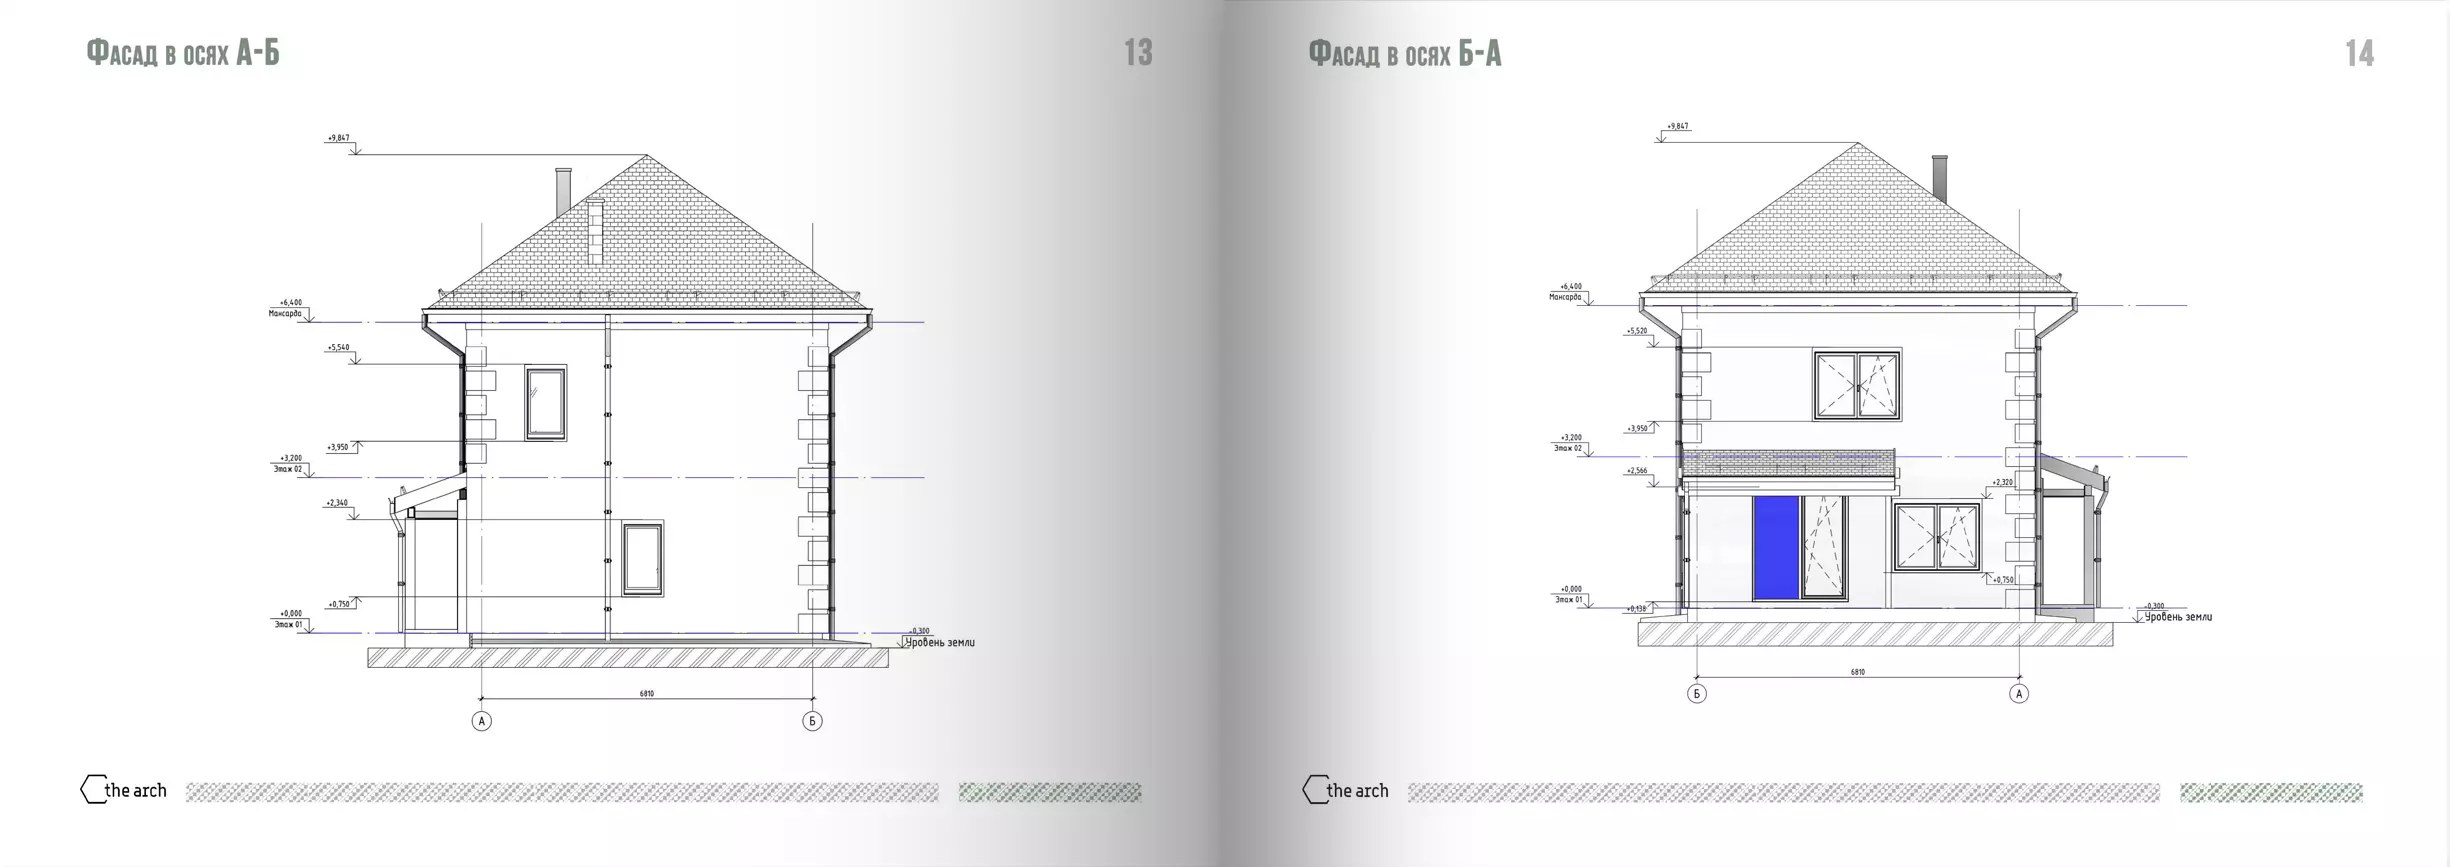 Фасад в осях А-Б
13
+9,847
+6,400
Мансарда
+5,540
+3,950
+3,200
Этаж 02
+2,340
+0,750
+0,000
Этаж 01
-0,300
Уровень земли
6810
А
Б
the arch
Фасад в осях Б-А
14
+9,847
+6,400
Мансарда
+5,520
+3,950
+3,200
Этаж 02
+2,566
+2,320
+0,750
+0,000
Этаж 01
+0,138
-0,300
Уровень земли
6810
Б
А
the arch